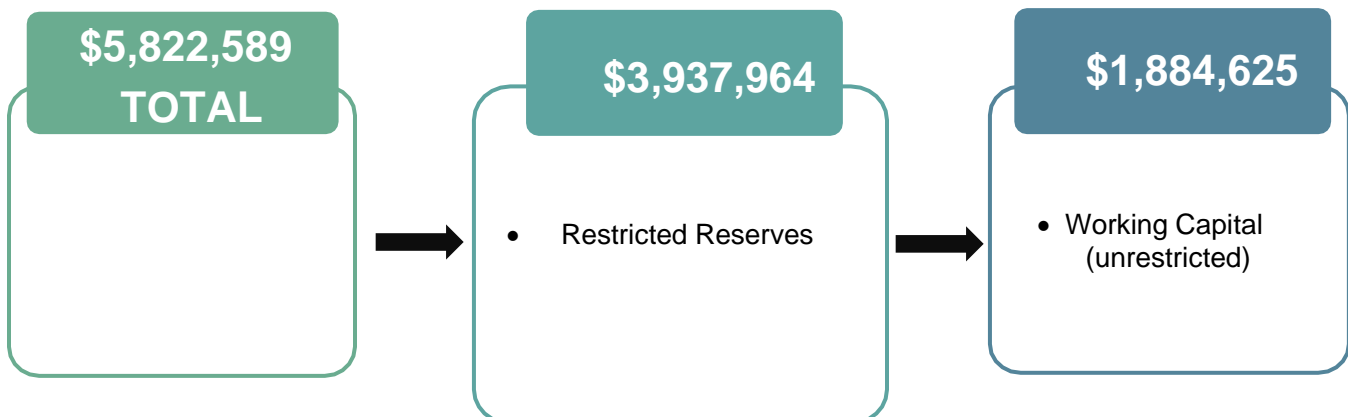 $5,822,589
TOTAL
$3,937,964
• Restricted Reserves
$1,884,625
• Working Capital
(unrestricted)